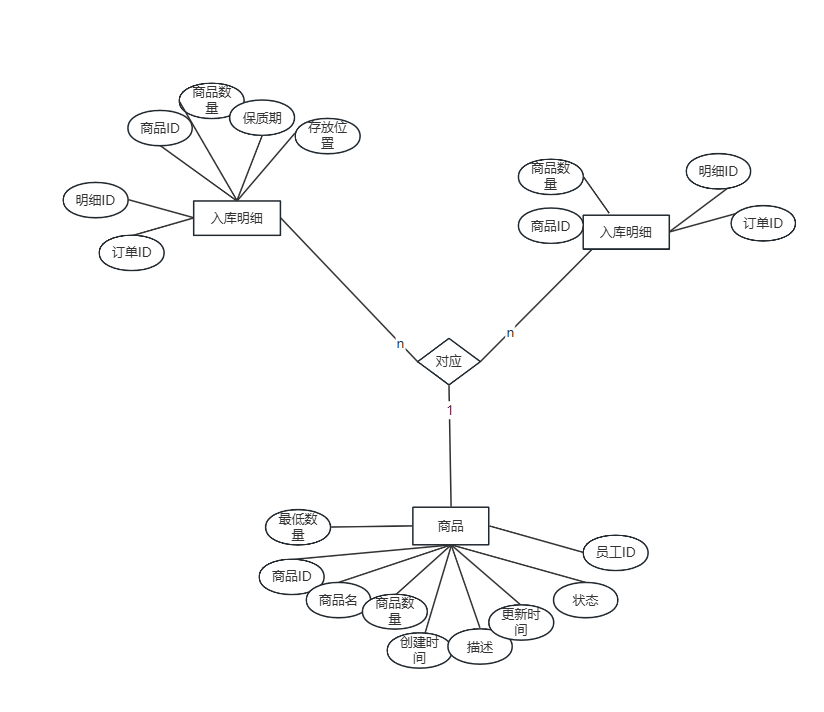 商品数
量
保质期
商品ID
存放位
置
明细ID
入库明细
订单ID
商品数
量
明细ID
商品ID
入库明细
订单ID
n
n
对应
1
最低数
量
商品
员工ID
商品ID
商品名
商品数
量
状态
更新时
间
创建时
间
描述